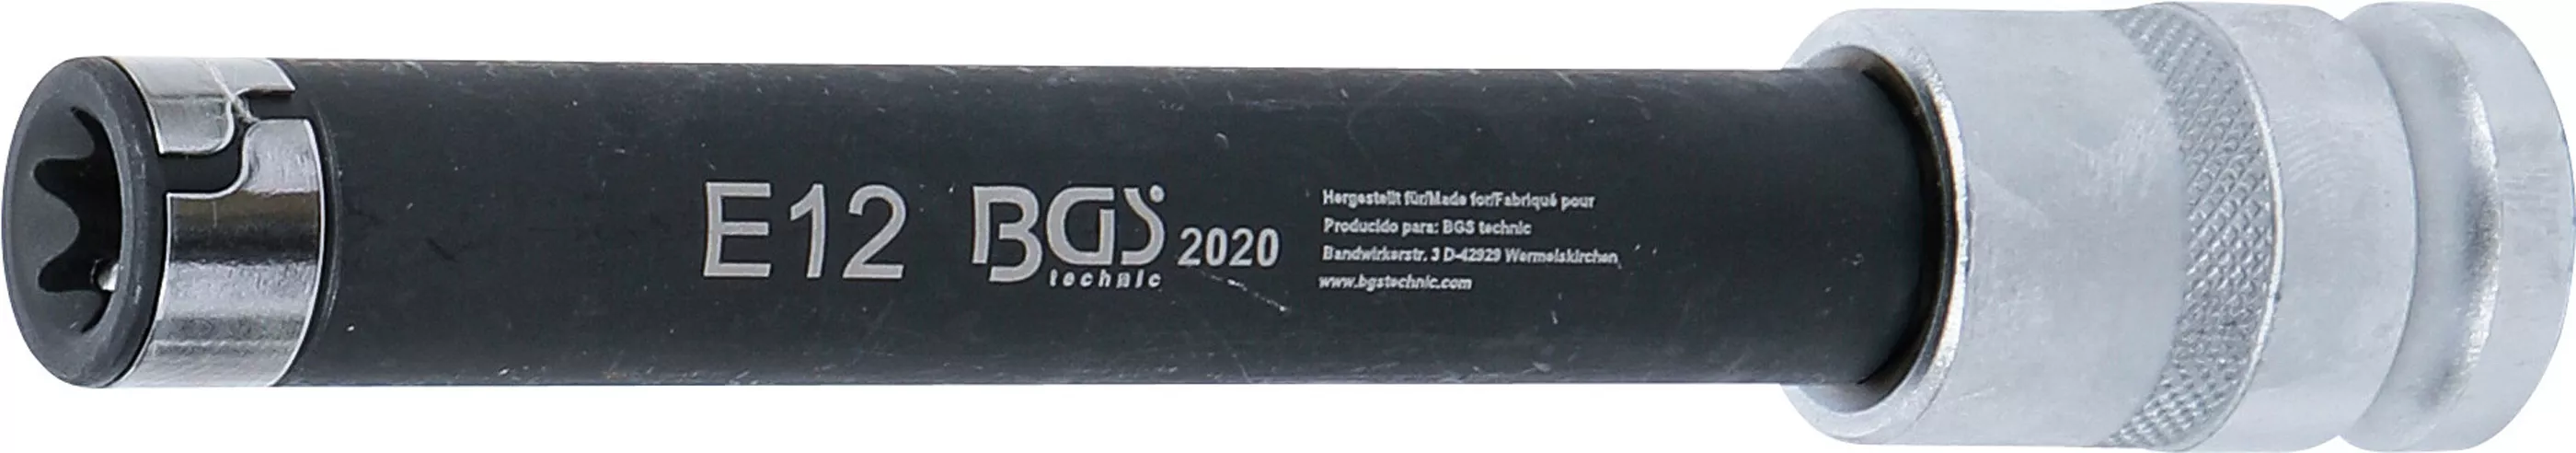 E12 BGS technic 2020
Hergestellt für/Made for/Fabriqué pour
Producido para: BGS technic
Bandwirkerstr. 3 D-42929 Wermelskirchen
www.bgstechnic.com